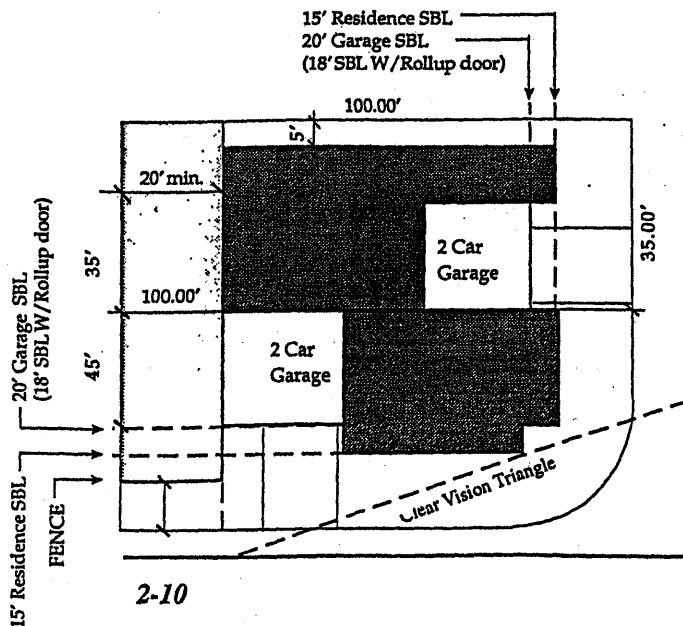 15' Residence SBL
20' Garage SBL
(18' SBL W/Rollup door)
100.00'
5'
20' min.
35'
35.00'
2 Car
Garage
100.00'
45'
2 Car
Garage
20' Garage SBL
(18' SBL W/Rollup door)
15' Residence SBL
FENCE
Clear Vision Triangle
2-10